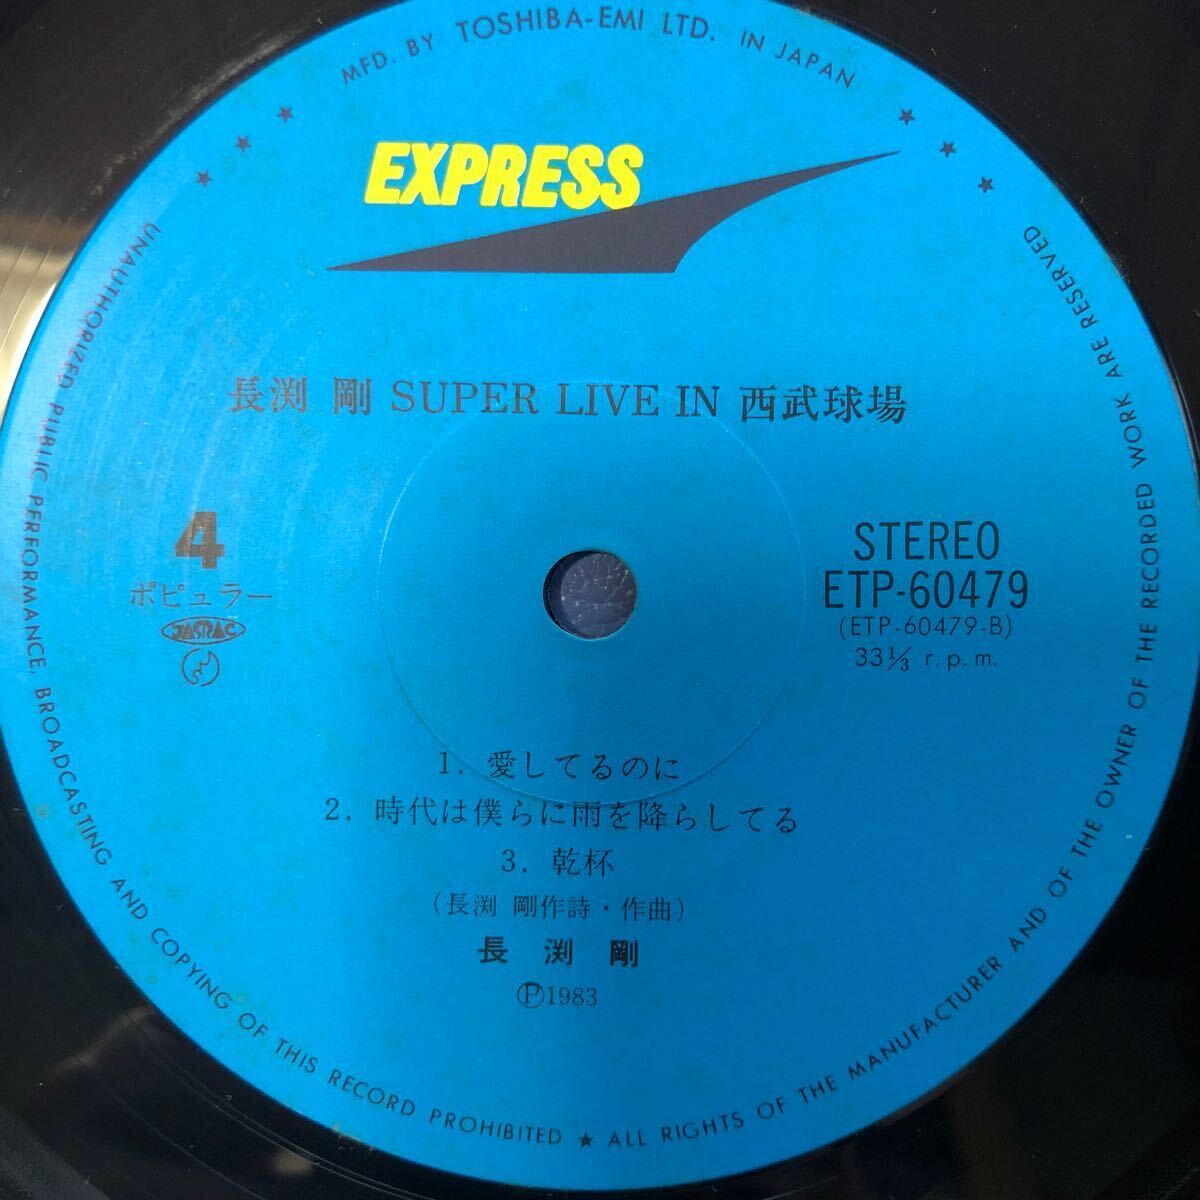 MFD. BY TOSHIBA-EMI LTD. IN JAPAN
EXPRESS
長渕 剛 SUPER LIVE IN 西武球場
4
ポピュラー
JASRAC
STEREO
ETP-60479
(ETP-60479-B)
33⅓ r.p.m.
1. 愛してるのに
2. 時代は僕らに雨を降らしてる
3. 乾杯
(長渕 剛作詩・作曲)
長渕剛
Ⓟ1983
UNAUTHORIZED PUBLIC PERFORMANCE, BROADCASTING AND COPYING OF THIS RECORD PROHIBITED ★ ALL RIGHTS OF THE MANUFACTURER AND OF THE OWNER OF THE RECORDED WORK ARE RESERVED